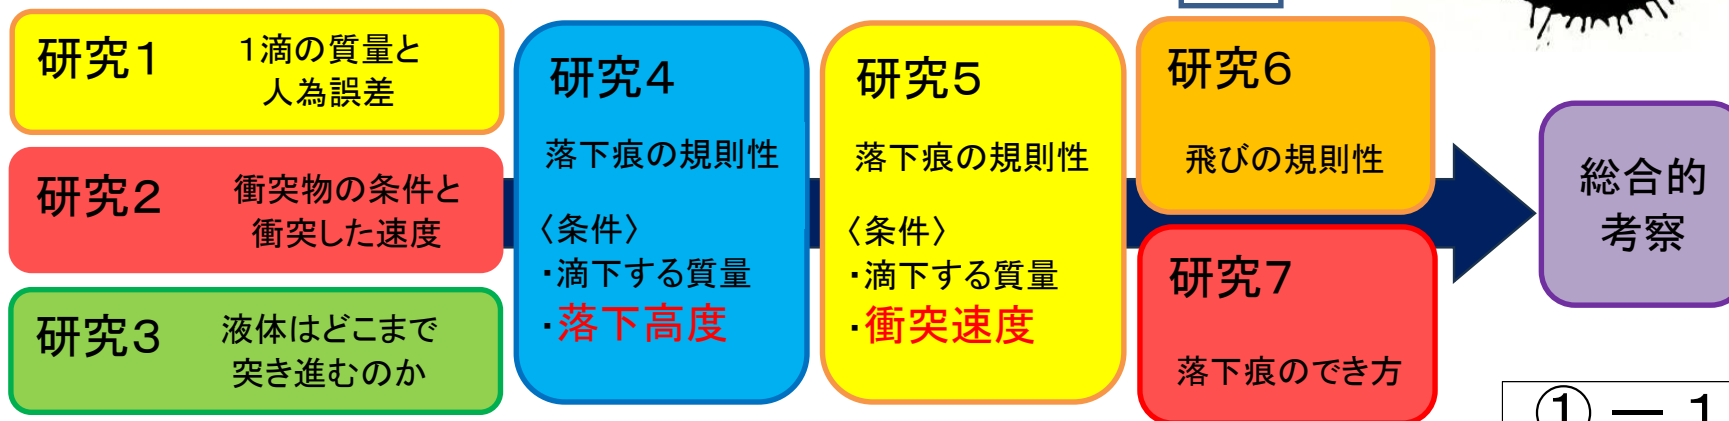 研究1
1滴の質量と
人為誤差
研究2
衝突物の条件と
衝突した速度
研究3
液体はどこまで
突き進むのか
研究4
落下痕の規則性
〈条件〉
・滴下する質量
・落下高度
研究5
落下痕の規則性
〈条件〉
・滴下する質量
・衝突速度
研究6
飛びの規則性
研究7
落下痕のでき方
総合的
考察
①ー1